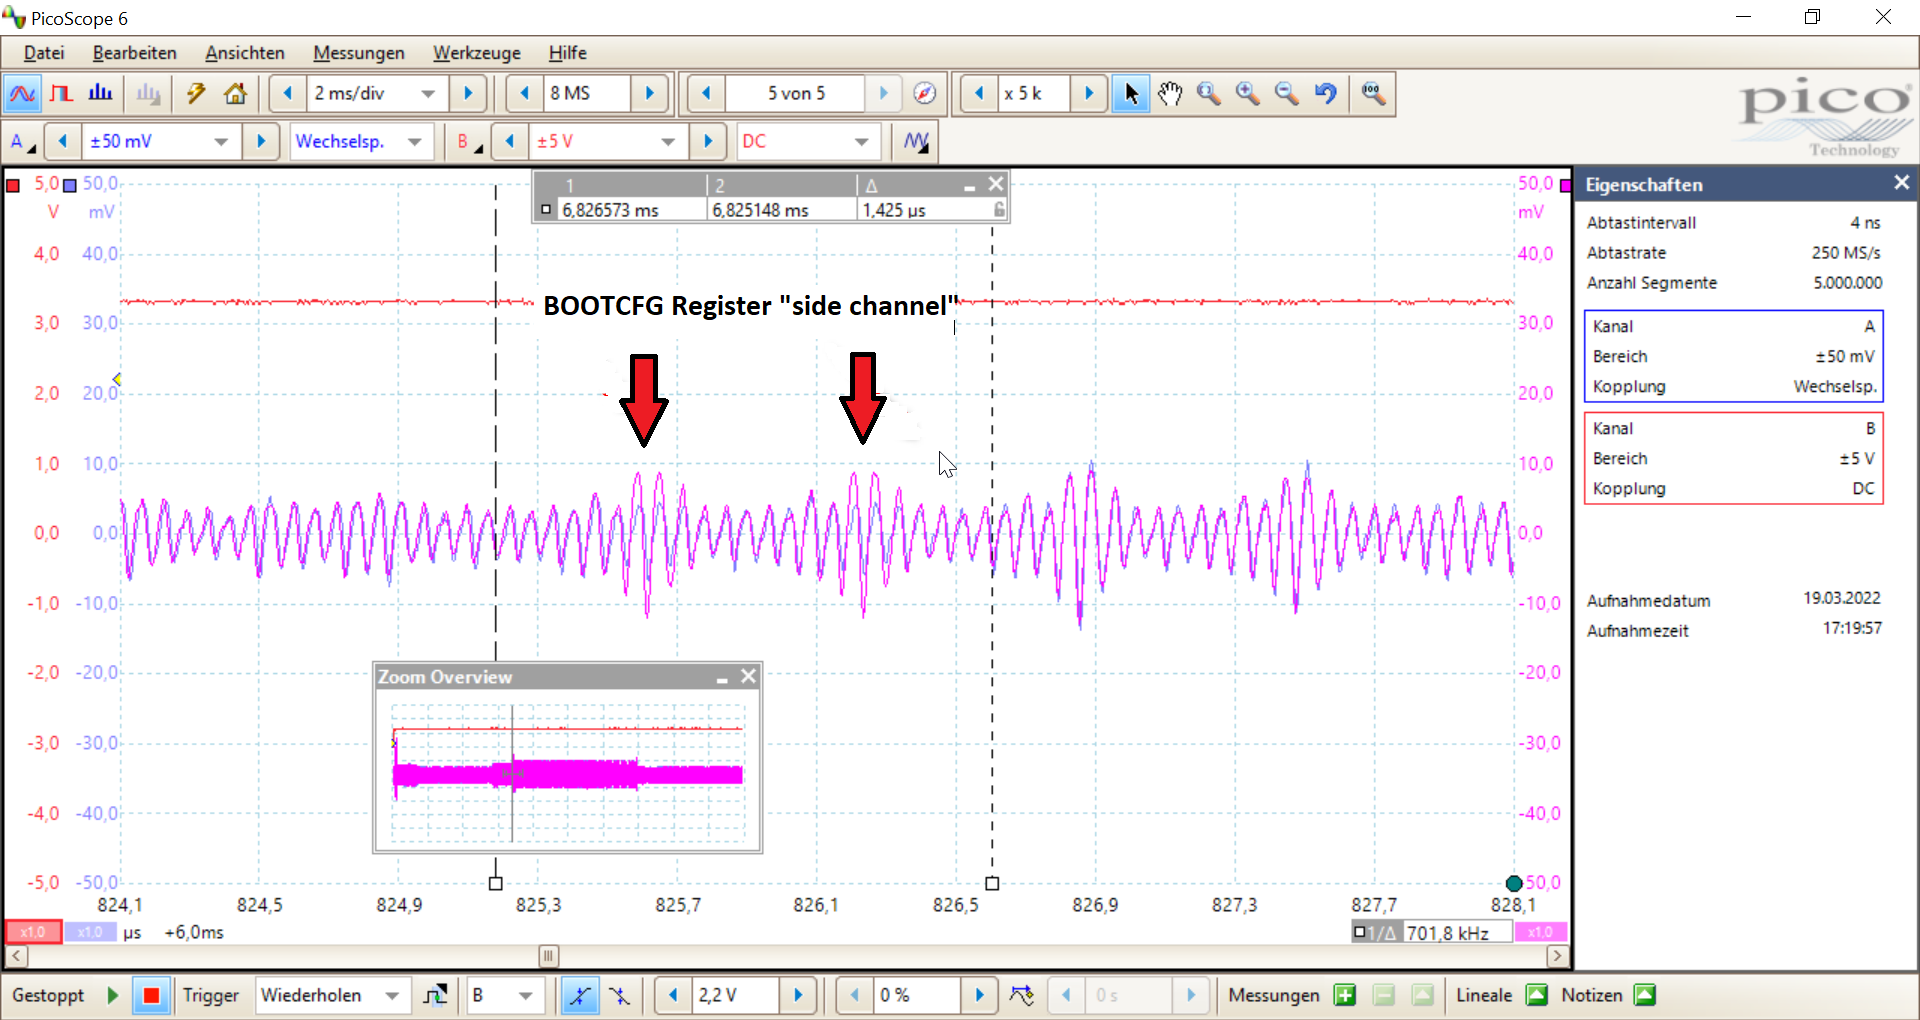 PicoScope 6
Datei Bearbeiten Ansichten Messungen Werkzeuge Hilfe
2 ms/div 8 MS 5 von 5 x 5 k
A ±50 mV Wechselsp. B ±5 V DC
pico
Technology
1 2 Δ
6,826573 ms 6,825148 ms 1,425 µs
5,0 50,0 50,0
V mV mV
4,0 40,0 40,0
3,0 30,0 30,0
2,0 20,0 20,0
1,0 10,0 10,0
0,0 0,0 0,0
-1,0 -10,0 -10,0
-2,0 -20,0 -20,0
-3,0 -30,0 -30,0
-4,0 -40,0 -40,0
-5,0 -50,0 50,0
BOOTCFG Register "side channel"
Zoom Overview
824,1 824,5 824,9 825,3 825,7 826,1 826,5 826,9 827,3 827,7 828,1
x1,0 x1,0 µs +6,0ms 1/Δ 701,8 kHz x1,0
Eigenschaften
Abtastintervall 4 ns
Abtastrate 250 MS/s
Anzahl Segmente 5.000.000
Kanal A
Bereich ±50 mV
Kopplung Wechselsp.
Kanal B
Bereich ±5 V
Kopplung DC
Aufnahmedatum 19.03.2022
Aufnahmezeit 17:19:57
Gestoppt Trigger Wiederholen B 2,2 V 0 % 0 s Messungen Lineale Notizen